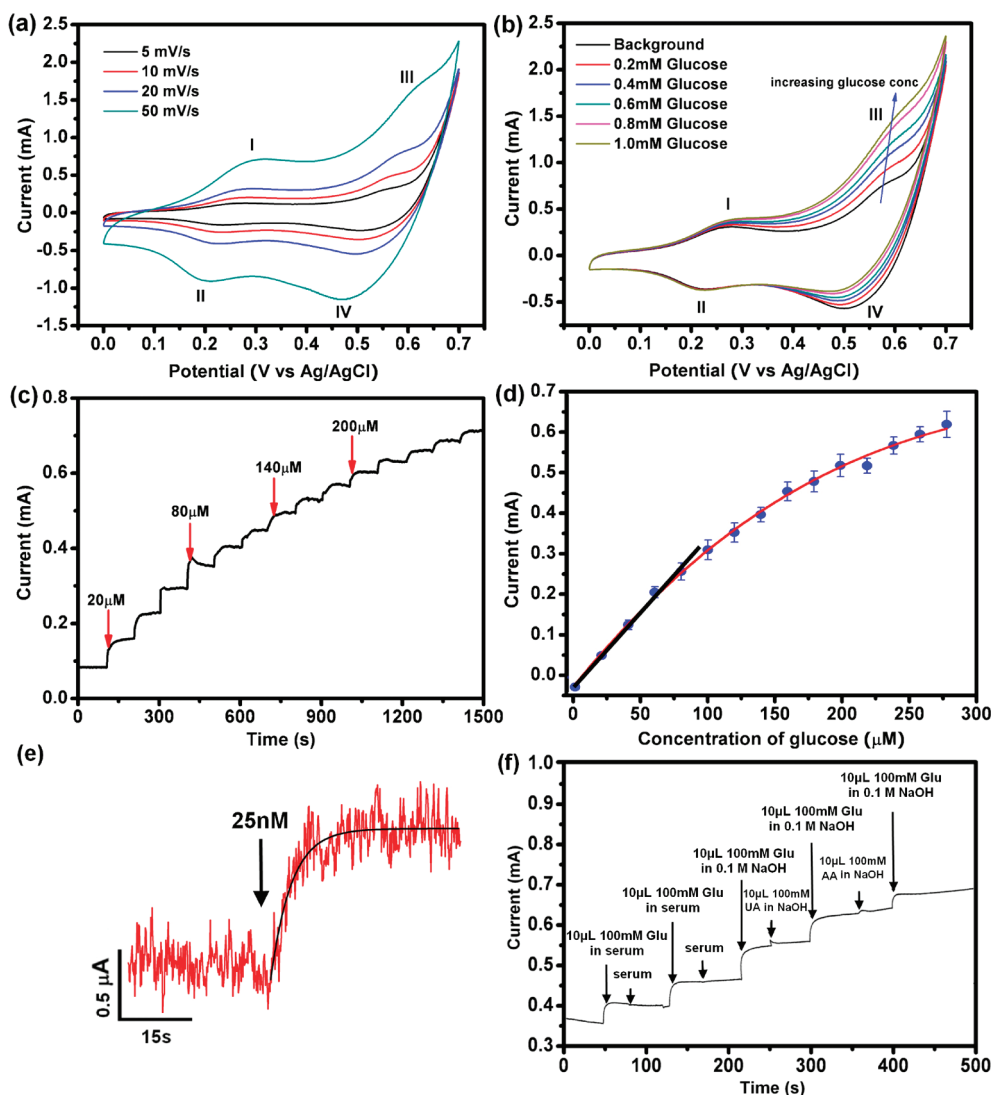 (a)
5 mV/s
10 mV/s
20 mV/s
50 mV/s
I
II
III
IV
2.5
2.0
1.5
1.0
0.5
0.0
-0.5
-1.0
-1.5
Current (mA)
0.0 0.1 0.2 0.3 0.4 0.5 0.6 0.7
Potential (V vs Ag/AgCl)
(b)
Background
0.2mM Glucose
0.4mM Glucose
0.6mM Glucose
0.8mM Glucose
1.0mM Glucose
increasing glucose conc
III
I
II
IV
2.5
2.0
1.5
1.0
0.5
0.0
-0.5
Current (mA)
0.0 0.1 0.2 0.3 0.4 0.5 0.6 0.7
Potential (V vs Ag/AgCl)
(c)
20μM
80μM
140μM
200μM
0.8
0.6
0.4
0.2
0.0
Current (mA)
0 300 600 900 1200 1500
Time (s)
(d)
0.7
0.6
0.5
0.4
0.3
0.2
0.1
0.0
Current (mA)
0 50 100 150 200 250 300
Concentration of glucose (μM)
(e)
25nM
0.5 μA
15s
(f)
1.0
0.9
0.8
0.7
0.6
0.5
0.4
0.3
Current (mA)
10μL 100mM Glu
in serum
serum
10μL 100mM Glu
in serum
serum
10μL 100mM Glu
in 0.1 M NaOH
10μL 100mM
UA in NaOH
10μL 100mM Glu
in 0.1 M NaOH
10μL 100mM
AA in NaOH
10μL 100mM Glu
in 0.1 M NaOH
0 100 200 300 400 500
Time (s)